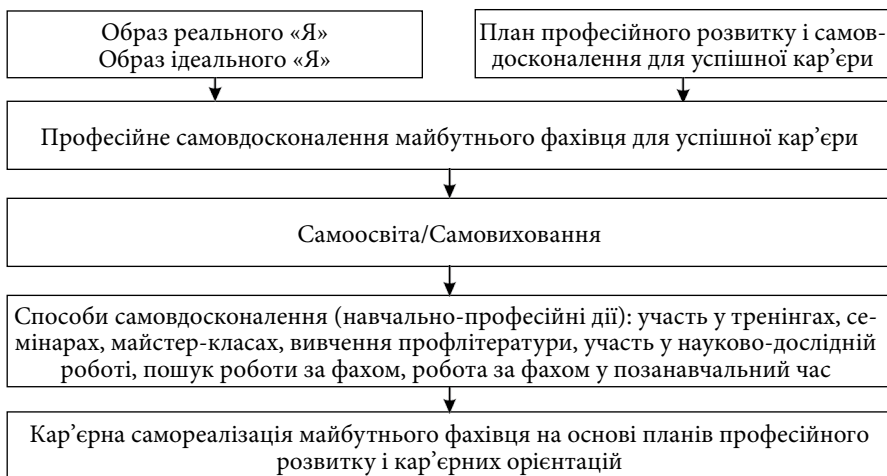 Образ реального «Я»
Образ ідеального «Я»
План професійного розвитку і самов-
досконалення для успішної кар’єри
Професійне самовдосконалення майбутнього фахівця для успішної кар’єри
Самоосвіта/Самовиховання
Способи самовдосконалення (навчально-професійні дії): участь у тренінгах, се-
мінарах, майстер-класах, вивчення профлітератури, участь у науково-дослідній
роботі, пошук роботи за фахом, робота за фахом у позанавчальний час
Кар’єрна самореалізація майбутнього фахівця на основі планів професійного
розвитку і кар’єрних орієнтацій